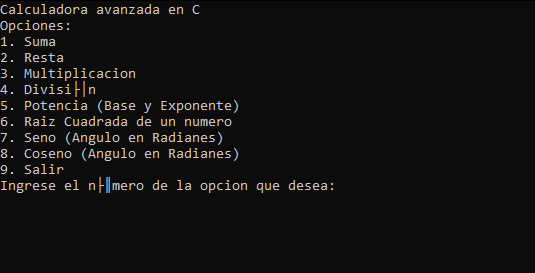 Calculadora avanzada en C
Opciones:
1. Suma
2. Resta
3. Multiplicacion
4. Divisi├│n
5. Potencia (Base y Exponente)
6. Raiz Cuadrada de un numero
7. Seno (Angulo en Radianes)
8. Coseno (Angulo en Radianes)
9. Salir
Ingrese el n├║mero de la opcion que desea: